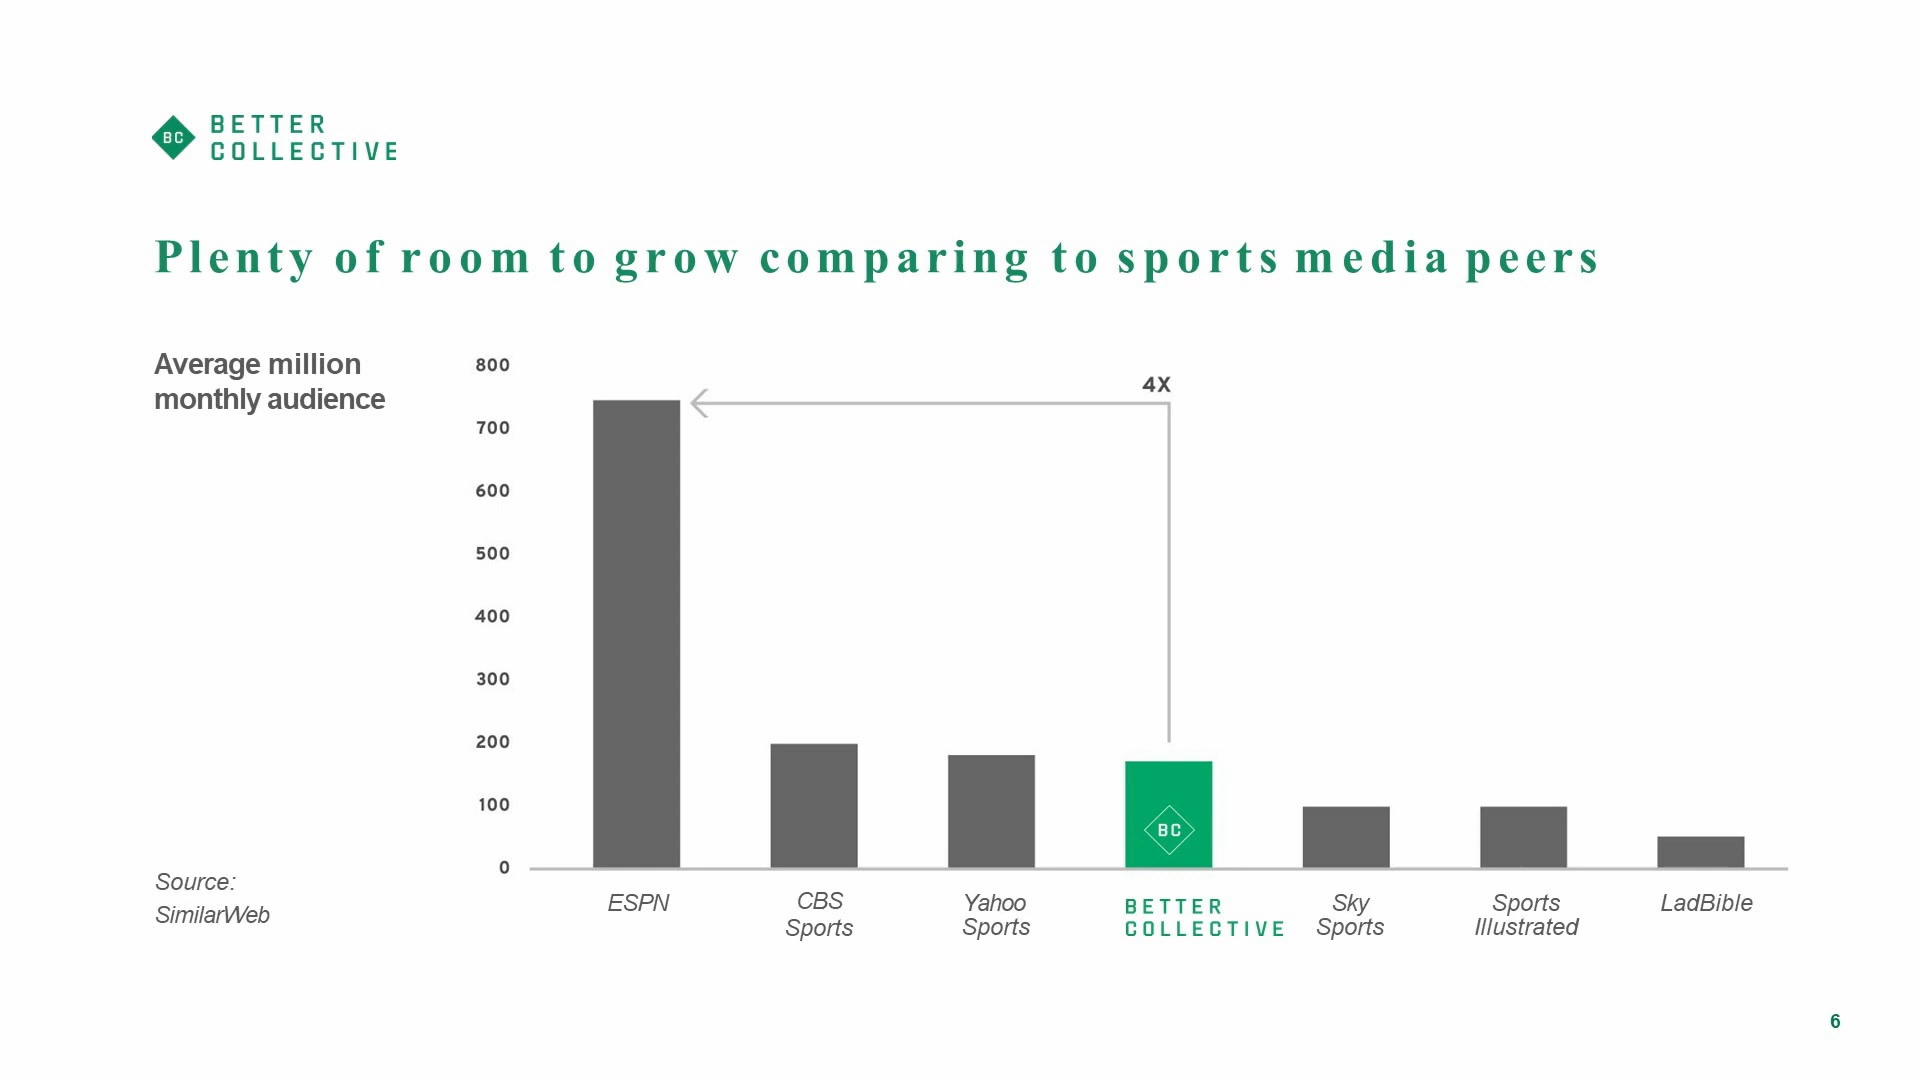 BC
BETTER
COLLECTIVE
Plenty of room to grow comparing to sports media peers
Average million
monthly audience
800
700
600
500
400
300
200
100
0
4X
BC
ESPN
CBS
Sports
Yahoo
Sports
BETTER
COLLECTIVE
Sky
Sports
Sports
Illustrated
LadBible
Source:
SimilarWeb
6